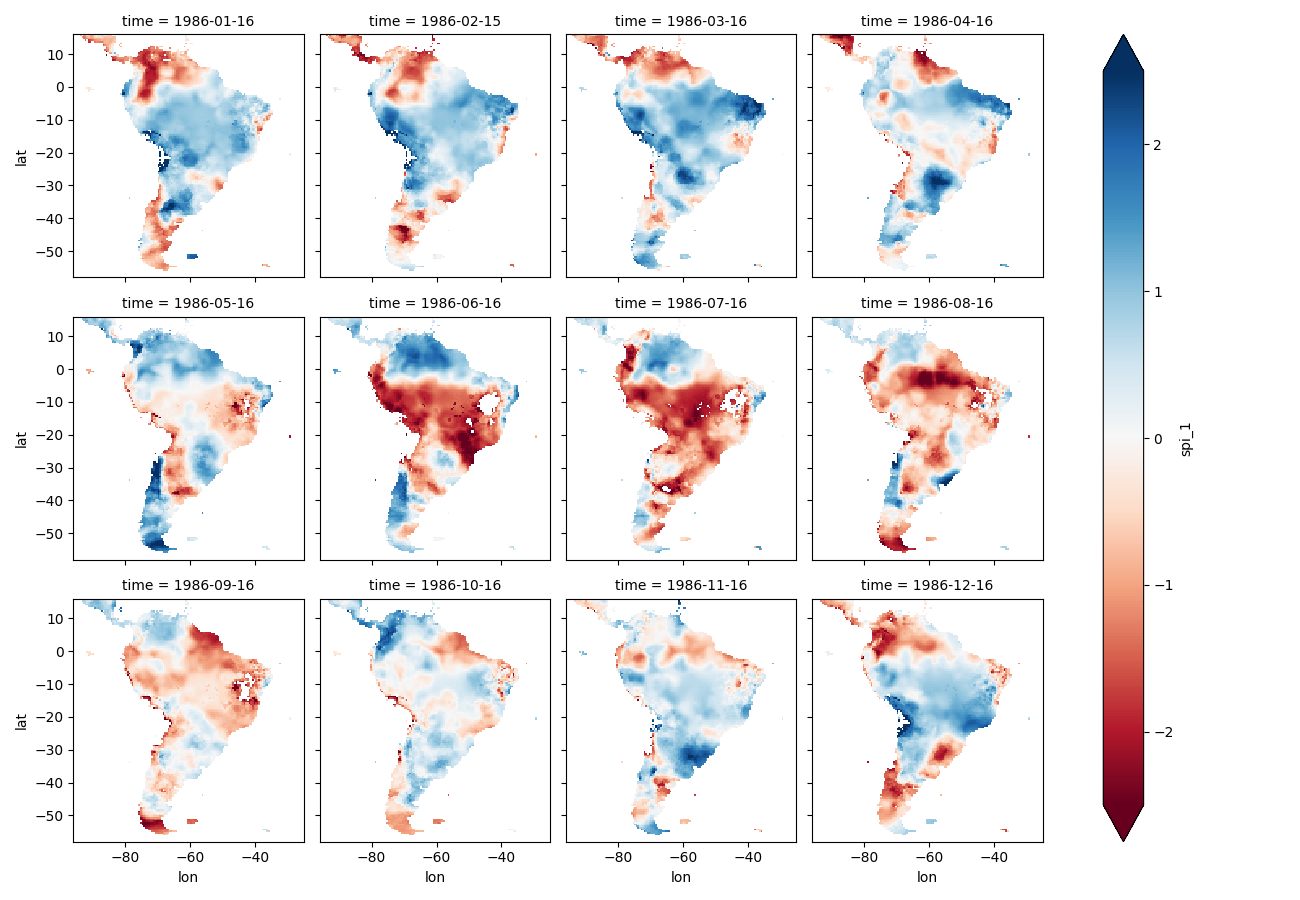 time = 1986-01-16
time = 1986-02-15
time = 1986-03-16
time = 1986-04-16
10
0
−10
−20
−30
−40
−50
lat
time = 1986-05-16
time = 1986-06-16
time = 1986-07-16
time = 1986-08-16
10
0
−10
−20
−30
−40
−50
lat
time = 1986-09-16
time = 1986-10-16
time = 1986-11-16
time = 1986-12-16
10
0
−10
−20
−30
−40
−50
lat
−80 −60 −40
−80 −60 −40
−80 −60 −40
−80 −60 −40
lon
lon
lon
lon
2
1
0
−1
−2
spi_1